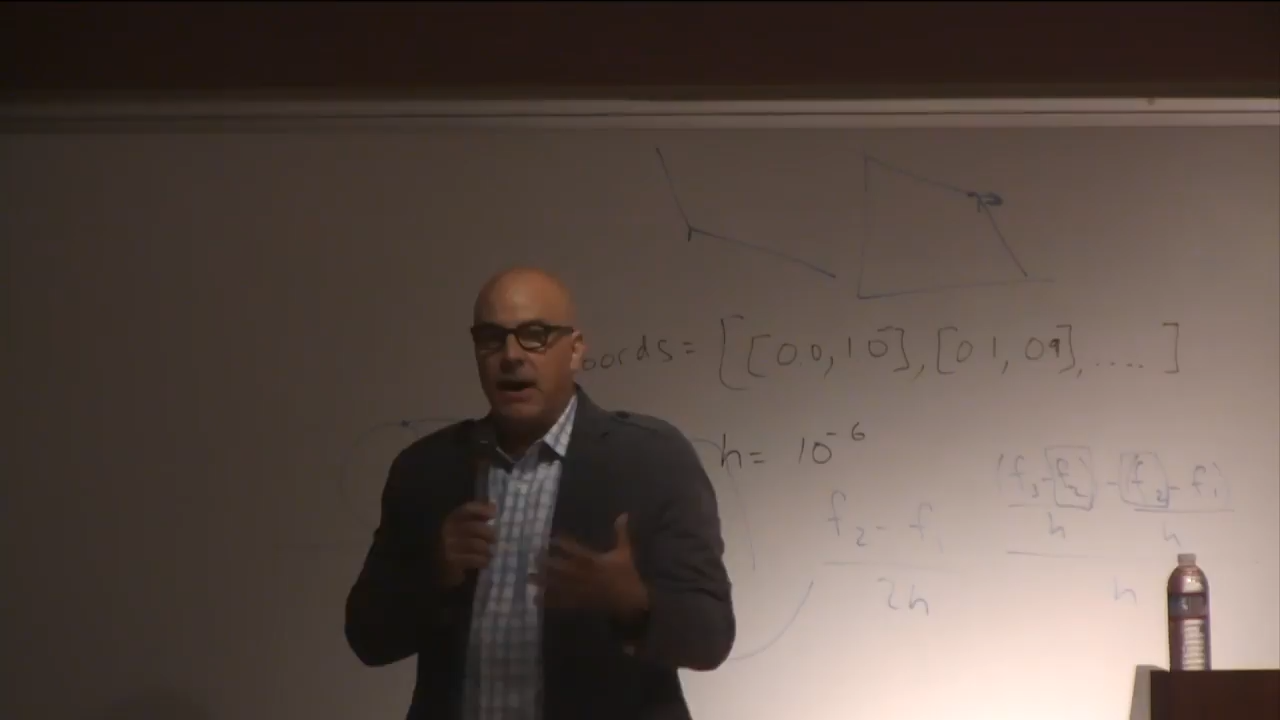 oords = [[0.0, 1.0], [0.1, 0.9], .... ]
h = 10^-6
(f3 - f2) - (f2 - f1)
f2 - f1
h h
2h h